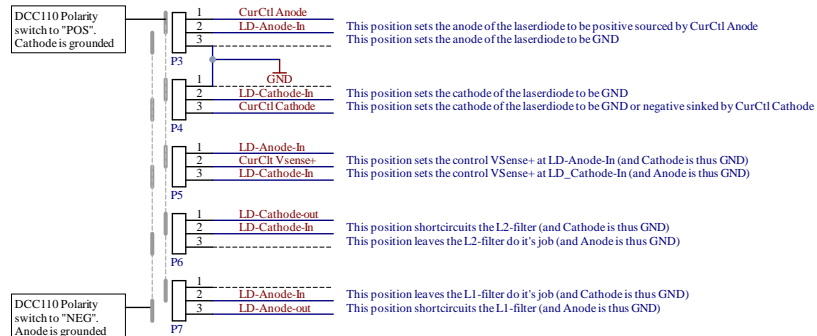 DCC110 Polarity
switch to "POS".
Cathode is grounded
1 CurCtl Anode
2 LD-Anode-In This position sets the anode of the laserdiode to be positive sourced by CurCtl Anode
3 This position sets the anode of the laserdiode to be GND
P3
GND
1
2 LD-Cathode-In This position sets the cathode of the laserdiode to be GND
3 CurCtl Cathode This position sets the cathode of the laserdiode to be GND or negative sinked by CurCtl Cathode
P4
1 LD-Anode-In
2 CurClt Vsense+ This position sets the control VSense+ at LD-Anode-In (and Cathode is thus GND)
3 LD-Cathode-In This position sets the control VSense+ at LD_Cathode-In (and Anode is thus GND)
P5
1 LD-Cathode-out
2 LD-Cathode-In This position shortcircuits the L2-filter (and Cathode is thus GND)
3 This position leaves the L2-filter do it's job (and Anode is thus GND)
P6
1
2 LD-Anode-In This position leaves the L1-filter do it's job (and Cathode is thus GND)
3 LD-Anode-out This position shortcircuits the L1-filter (and Anode is thus GND)
P7
DCC110 Polarity
switch to "NEG".
Anode is grounded